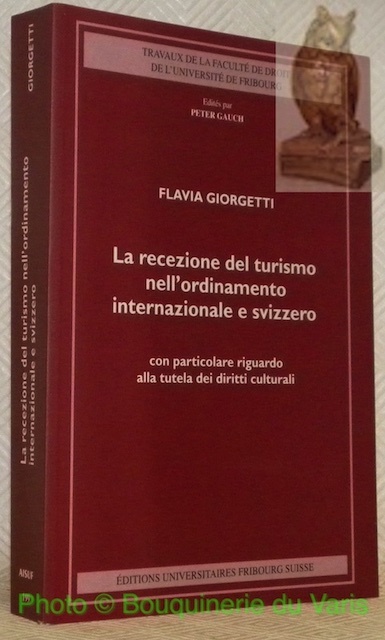 TRAVAUX DE LA FACULTÉ DE DROIT
DE L'UNIVERSITÉ DE FRIBOURG
Edités par
PETER GAUCH
FLAVIA GIORGETTI
La recezione del turismo
nell'ordinamento
internazionale e svizzero
con particolare riguardo
alla tutela dei diritti culturali
ÉDITIONS UNIVERSITAIRES FRIBOURG SUISSE
GIORGETTI
La recezione del turismo nell'ordinamento
internazionale e svizzero
AISUF
Photo © Bouquinerie du Varis